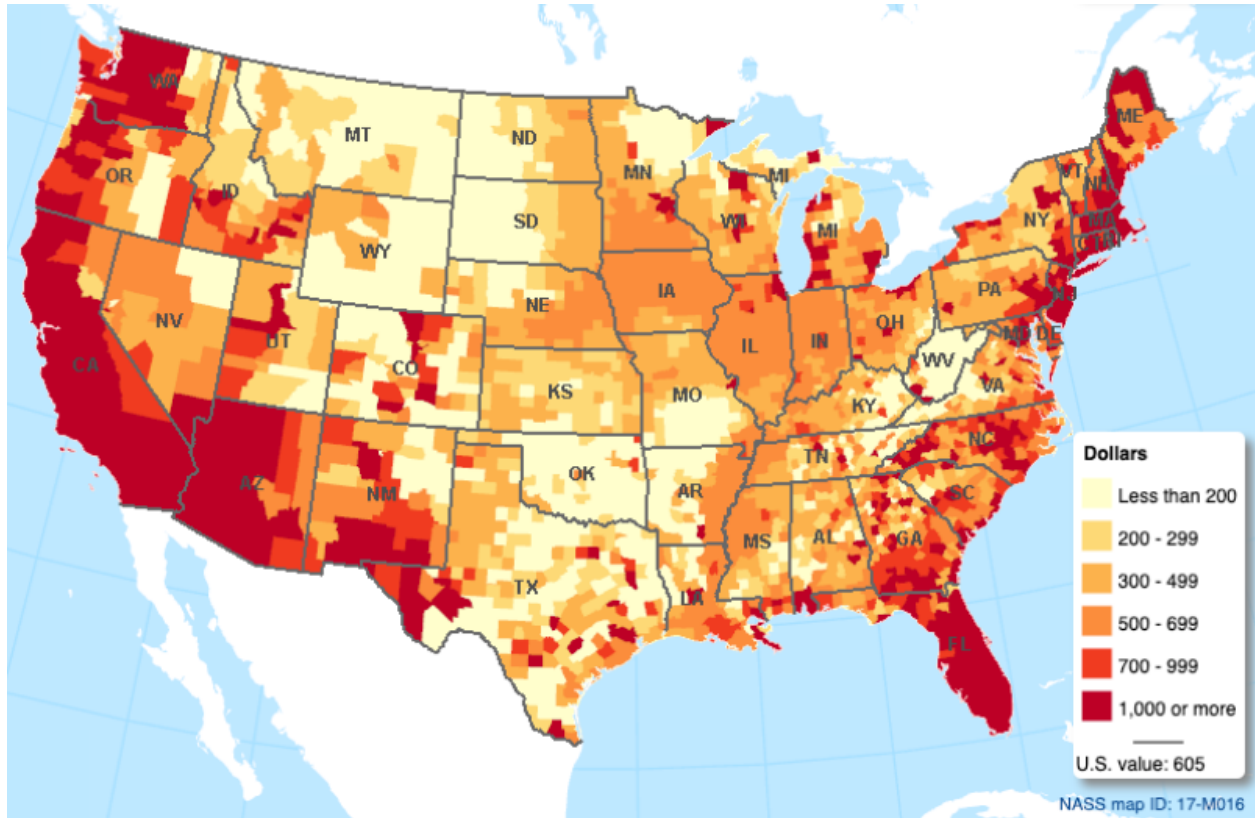 WA
MT
ND
MN
ME
OR
ID
SD
WI
MI
VT
NH
NY
MA
WY
MI
CT
RI
NE
IA
PA
NJ
NV
UT
CO
IL
IN
OH
MD
DE
CA
KS
MO
WV
VA
KY
AZ
NM
OK
AR
TN
NC
SC
TX
LA
MS
AL
GA
FL
Dollars
Less than 200
200 - 299
300 - 499
500 - 699
700 - 999
1,000 or more
U.S. value: 605
NASS map ID: 17-M016